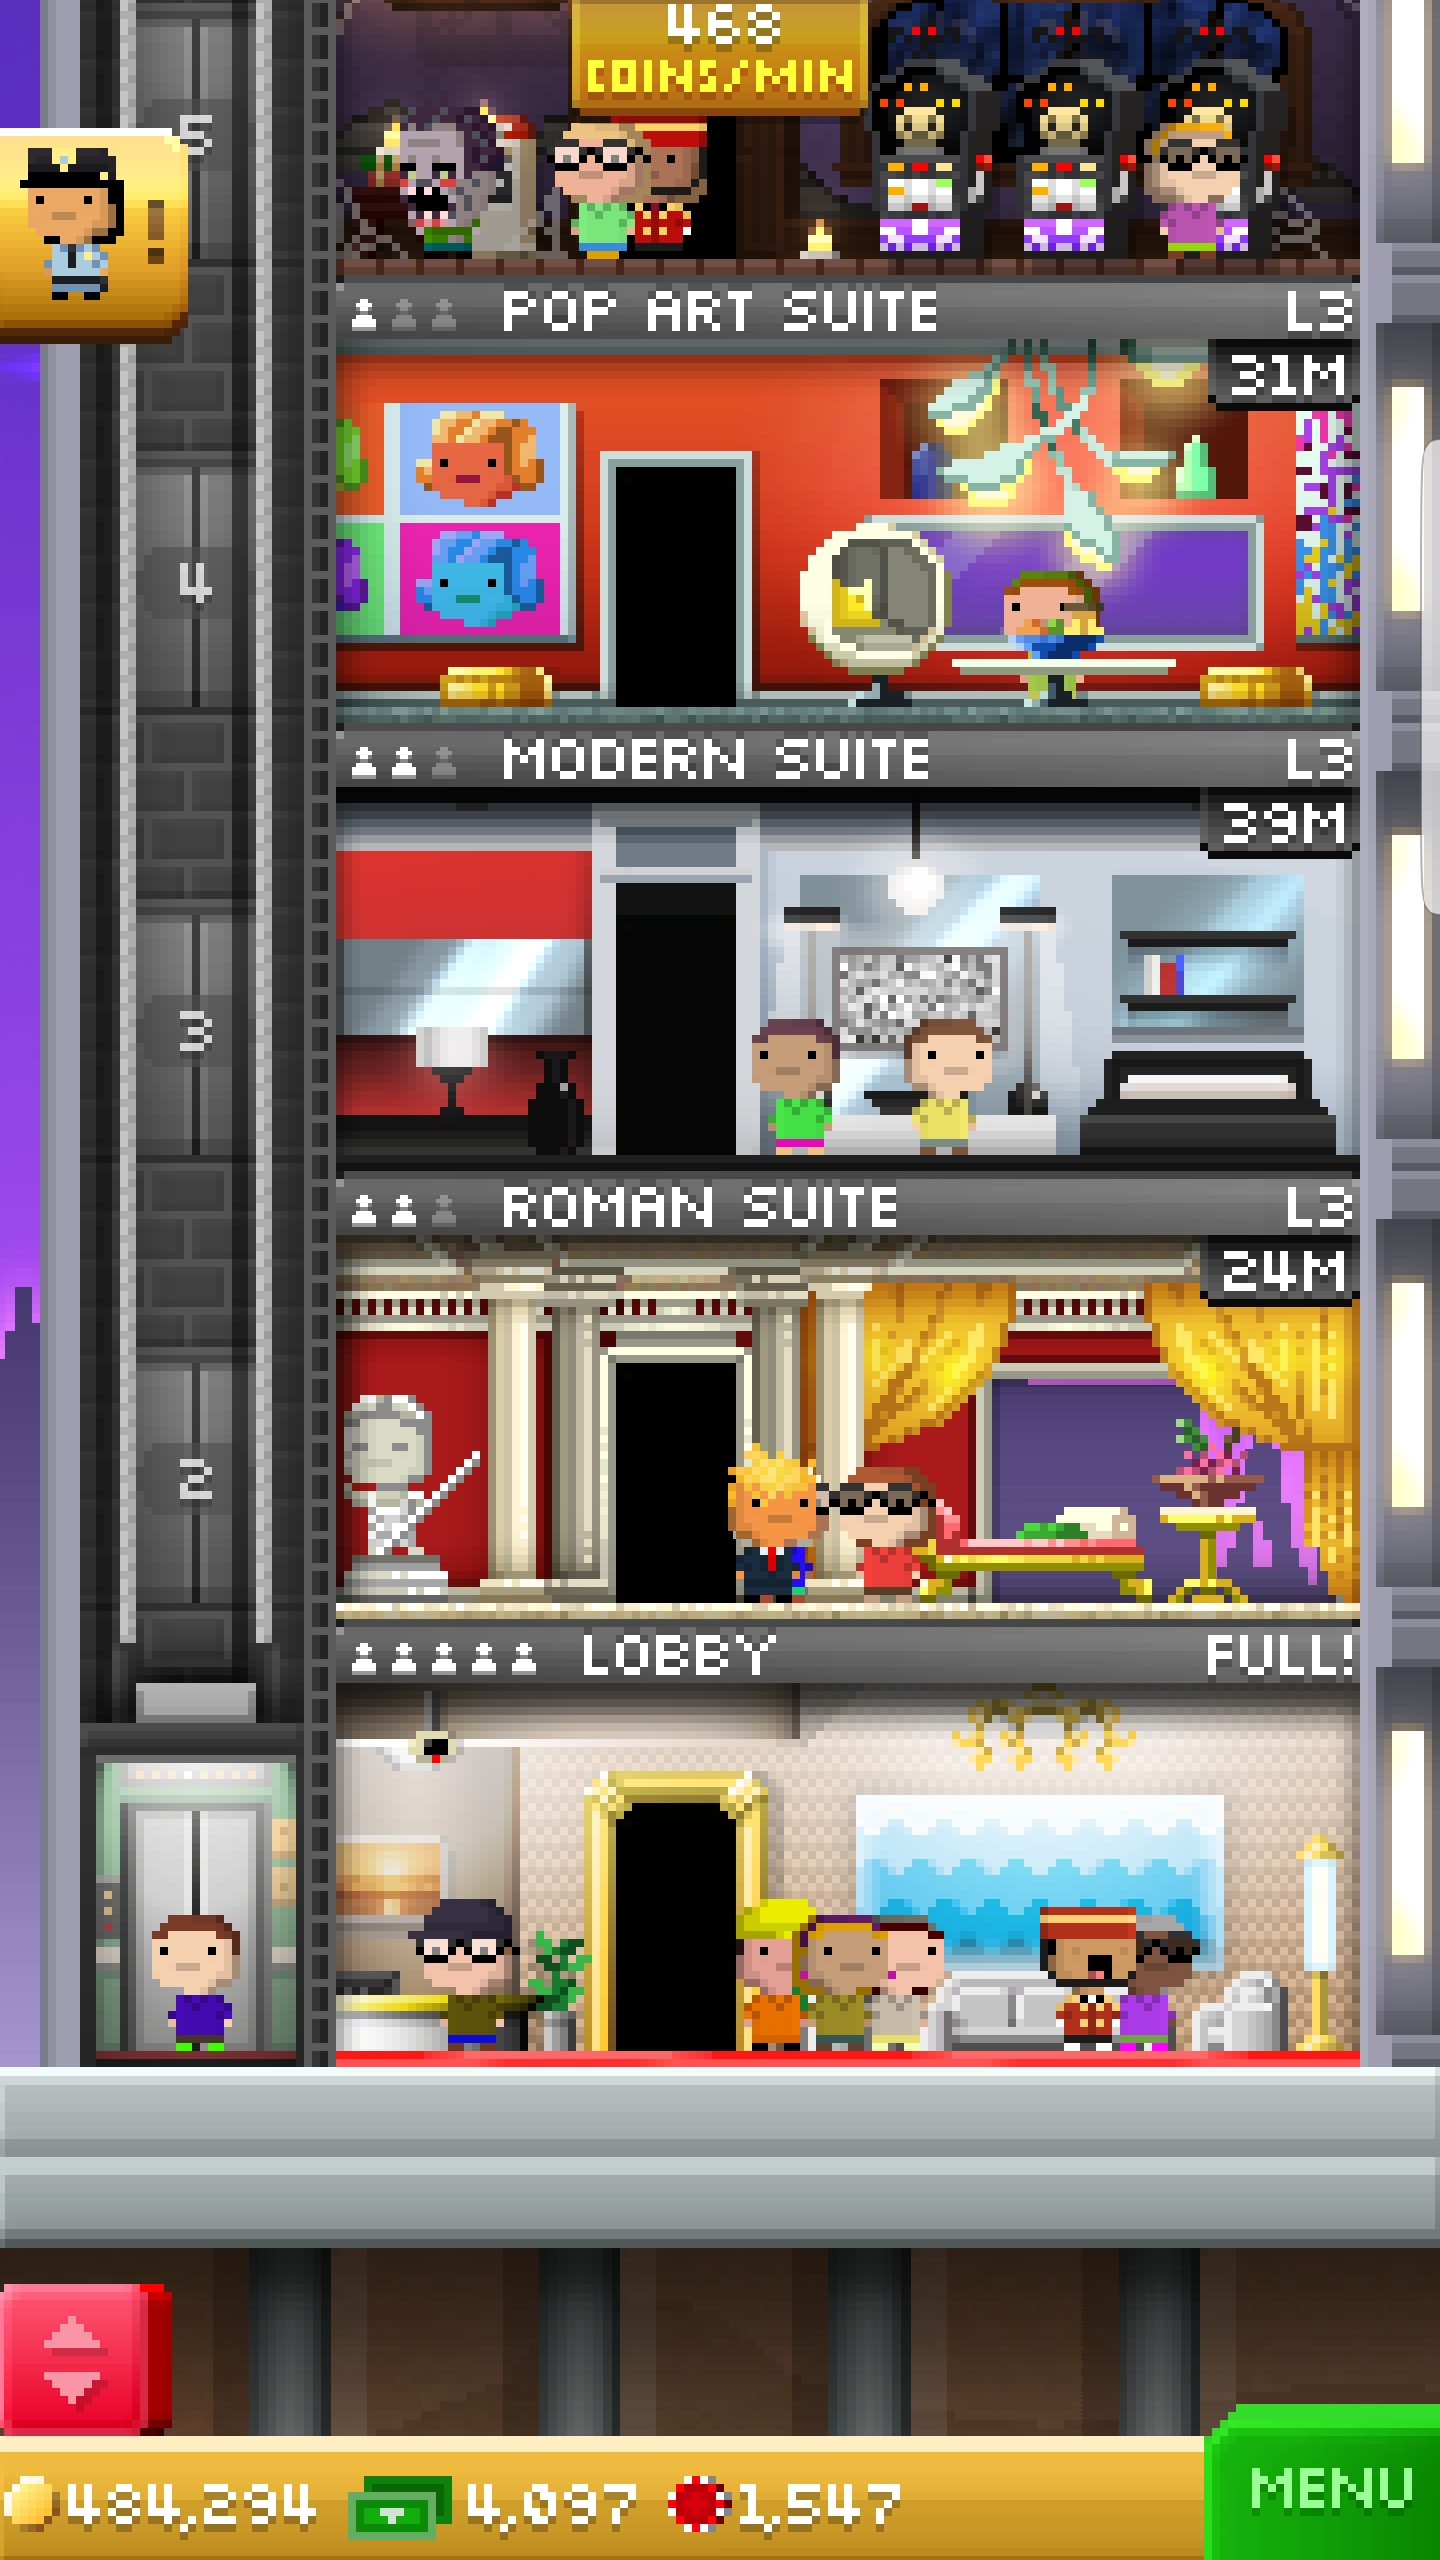 468
COINS/MIN
5
!
POP ART SUITE L3
31M
4
MODERN SUITE L3
39M
3
ROMAN SUITE L3
24M
2
LOBBY FULL!
484,294 4,097 1,547
MENU